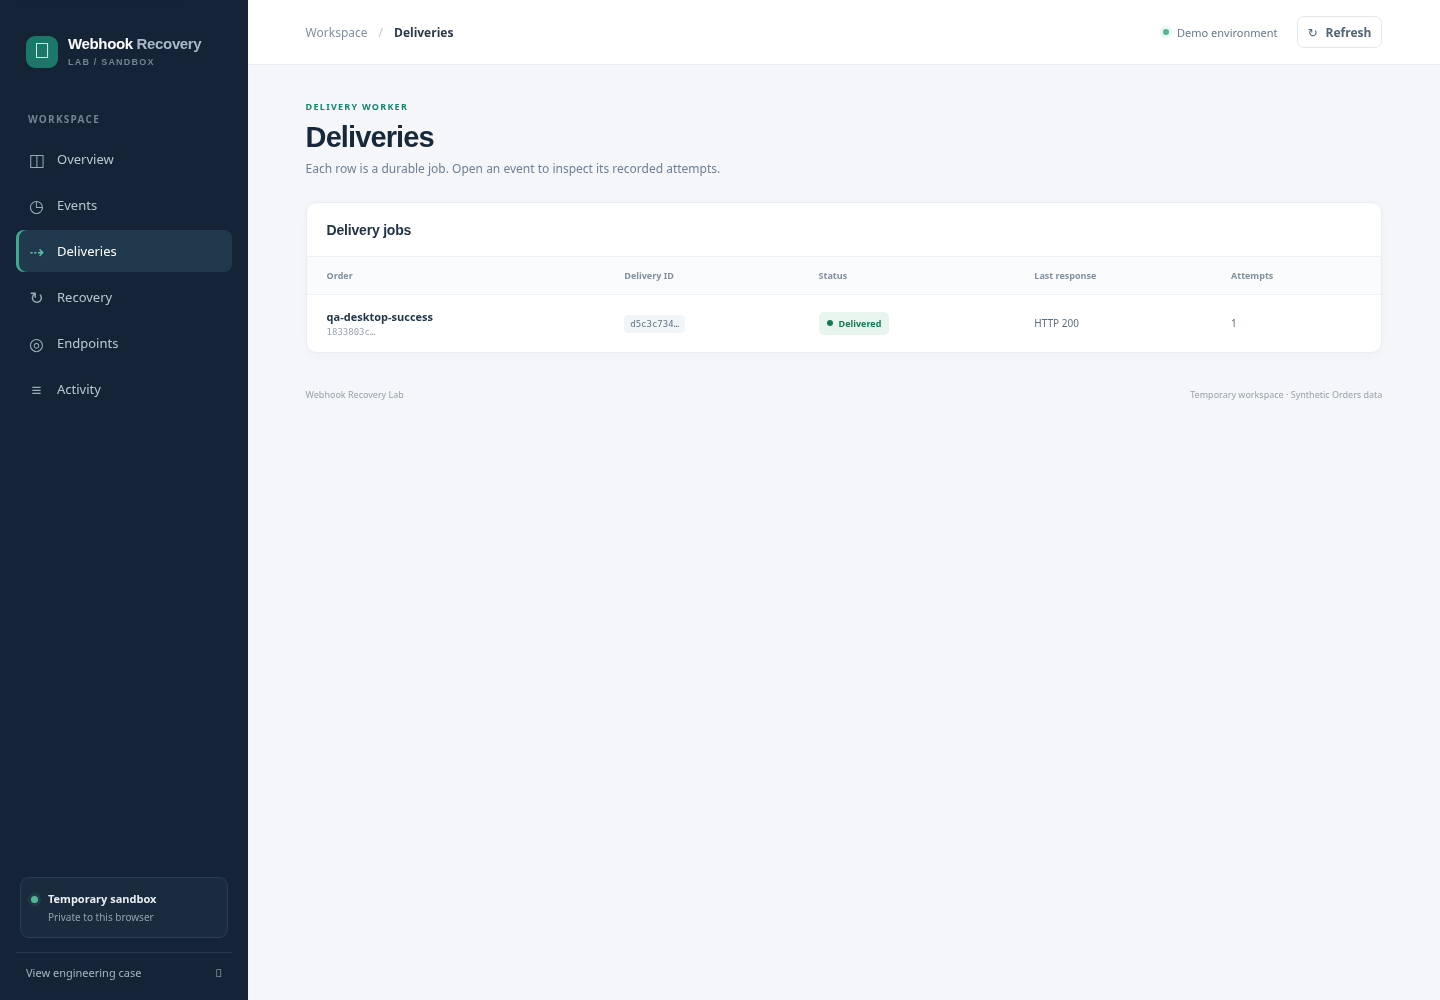 Webhook Recovery
LAB / SANDBOX
WORKSPACE
Overview
Events
Deliveries
Recovery
Endpoints
Activity
Temporary sandbox
Private to this browser
View engineering case
Workspace / Deliveries
Demo environment
Refresh
DELIVERY WORKER
Deliveries
Each row is a durable job. Open an event to inspect its recorded attempts.
Delivery jobs
Order Delivery ID Status Last response Attempts
qa-desktop-success d5c3c734… Delivered HTTP 200 1
1833803c…
Webhook Recovery Lab
Temporary workspace · Synthetic Orders data